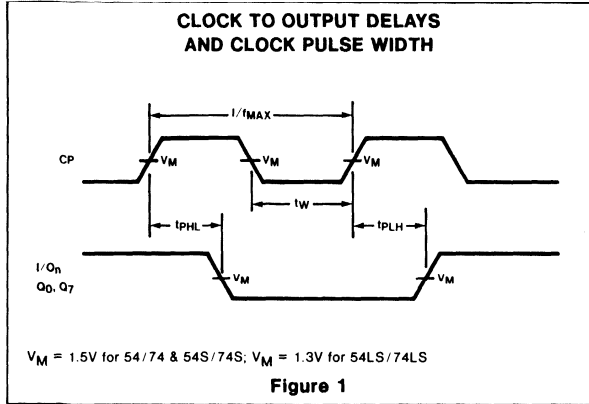 CLOCK TO OUTPUT DELAYS
AND CLOCK PULSE WIDTH
I/fMAX
CP
VM
VM
VM
tW
tPHL
tPLH
I/On
Q0, Q7
VM
VM
VM = 1.5V for 54/74 & 54S/74S; VM = 1.3V for 54LS/74LS
Figure 1